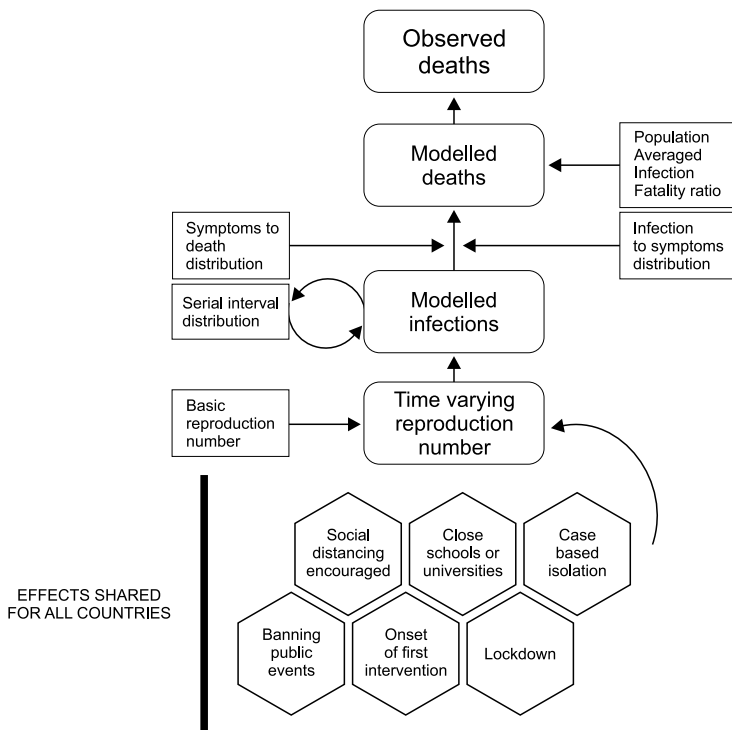 Observed
deaths
Modelled
deaths
Population
Averaged
Infection
Fatality ratio
Symptoms to
death
distribution
Infection
to symptoms
distribution
Serial interval
distribution
Modelled
infections
Basic
reproduction
number
Time varying
reproduction
number
EFFECTS SHARED
FOR ALL COUNTRIES
Social
distancing
encouraged
Close
schools or
universities
Case
based
isolation
Banning
public
events
Onset
of first
intervention
Lockdown